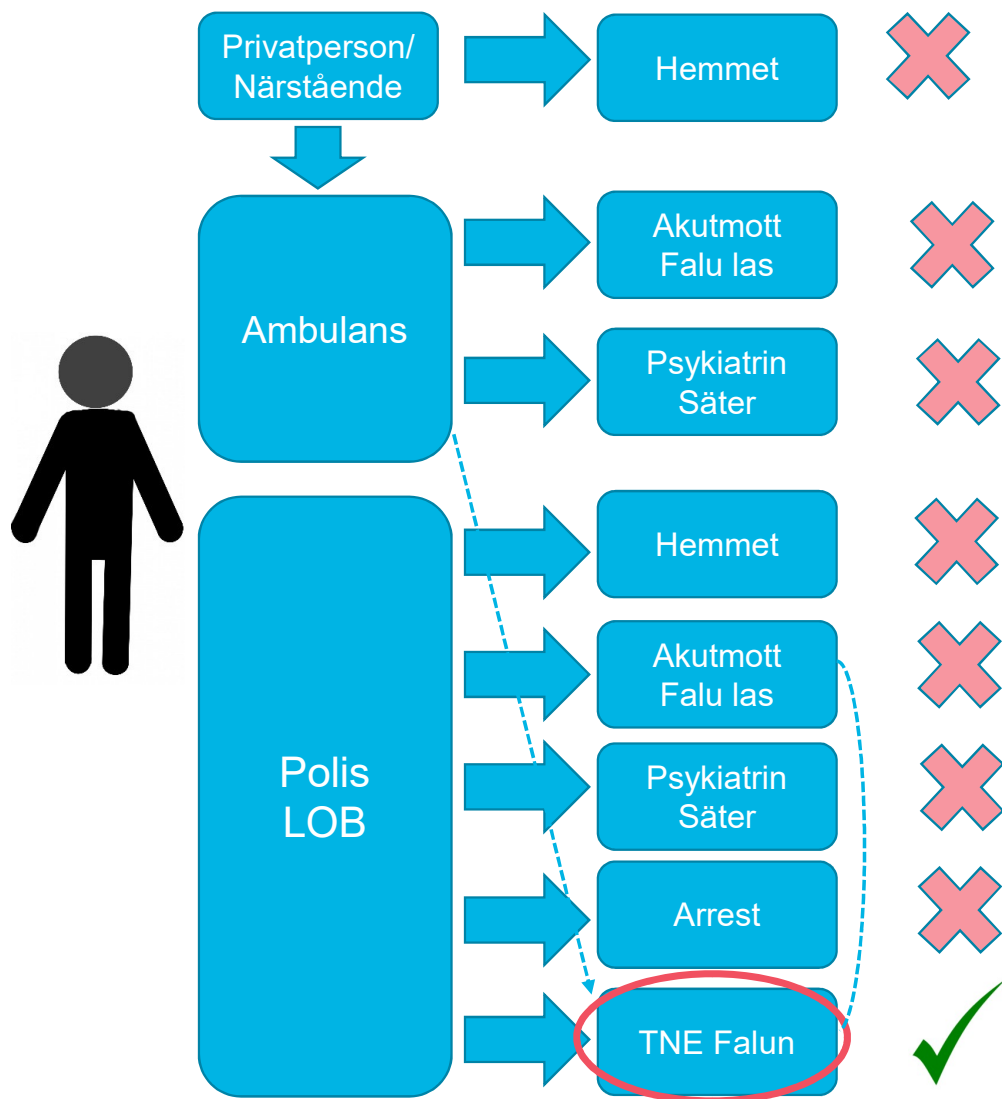 Privatperson/
Närstående
Hemmet
Ambulans
Akutmott
Falu las
Psykiatrin
Säter
Polis
LOB
Hemmet
Akutmott
Falu las
Psykiatrin
Säter
Arrest
TNE Falun